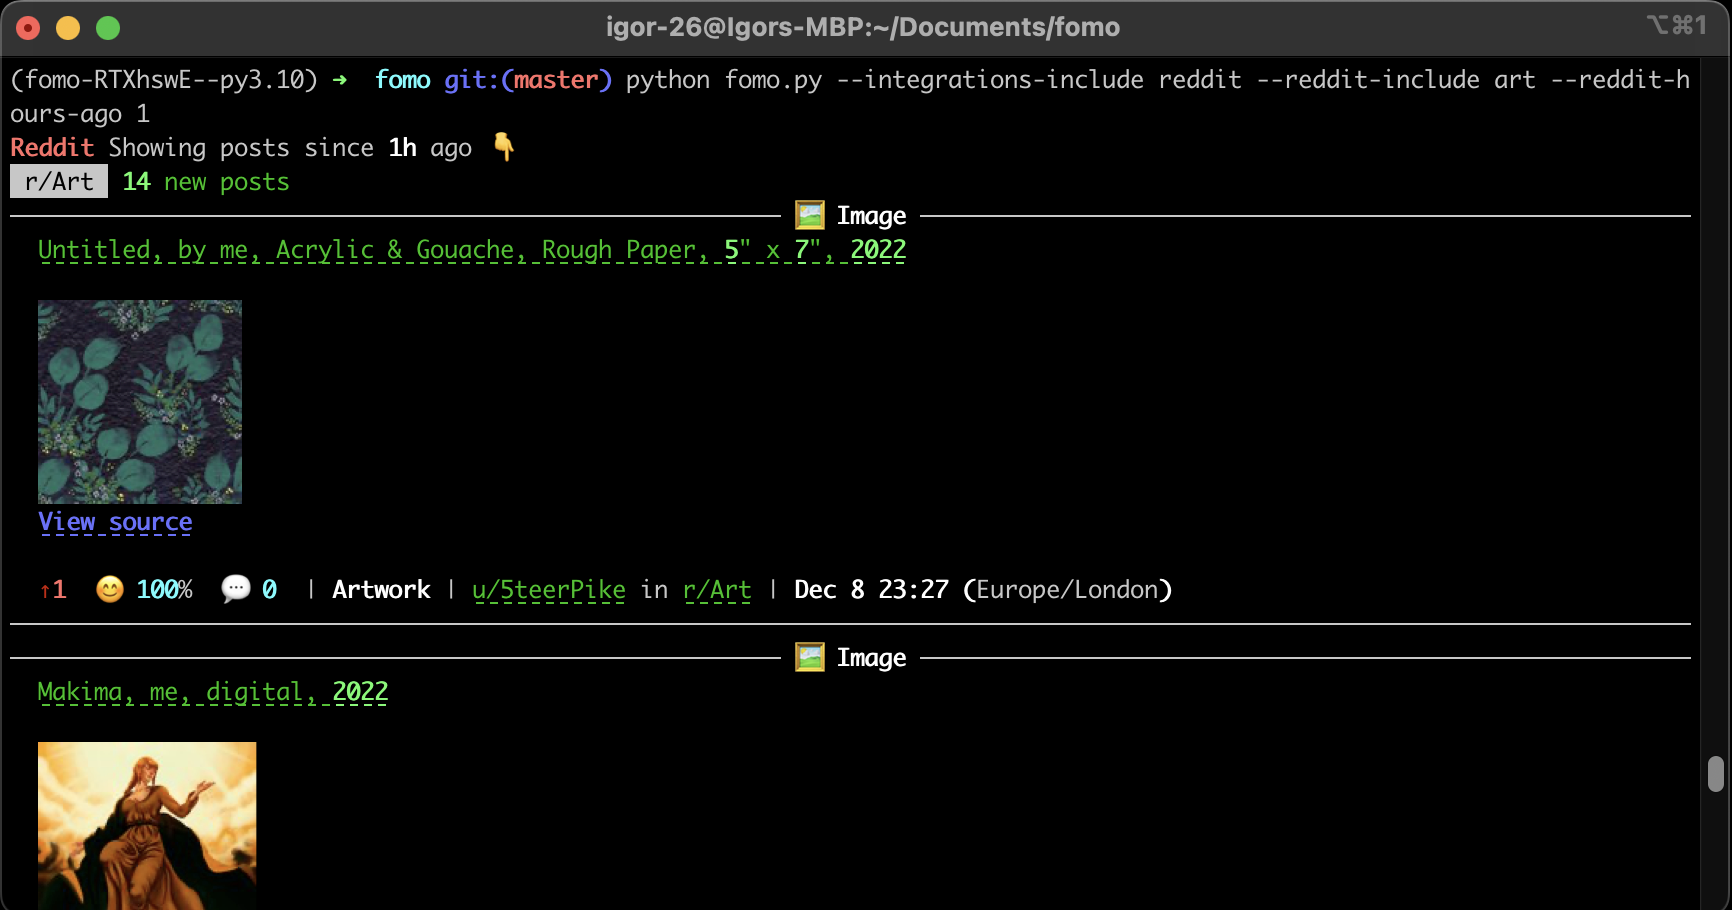 igor-26@Igors-MBP:~/Documents/fomo
⌥⌘1
(fomo-RTXhswE--py3.10) ➜  fomo git:(master) python fomo.py --integrations-include reddit --reddit-include art --reddit-h
ours-ago 1
Reddit Showing posts since 1h ago 👇
r/Art 14 new posts
🖼️ Image
Untitled, by me, Acrylic & Gouache, Rough Paper, 5" x 7", 2022
View source
↑1 😊 100% 💬 0 | Artwork | u/5teerPike in r/Art | Dec 8 23:27 (Europe/London)
🖼️ Image
Makima, me, digital, 2022